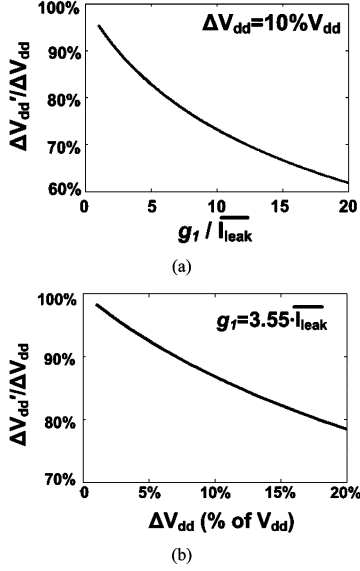 100%
90%
80%
70%
60%
ΔVdd'/ΔVdd
ΔVdd=10%Vdd
0 5 10 15 20
g1 / Ileak
(a)
100%
90%
80%
70%
ΔVdd'/ΔVdd
g1=3.55·Ileak
0 5% 10% 15% 20%
ΔVdd (% of Vdd)
(b)